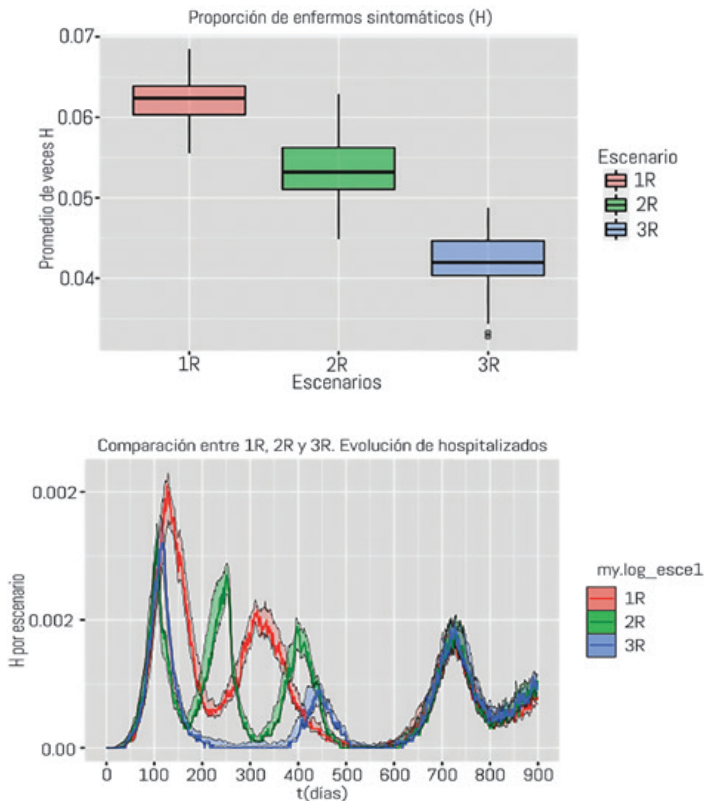 Proporción de enfermos sintomáticos (H)
0.07
0.06
0.05
0.04
Promedio de veces H
1R
2R
3R
Escenarios
Escenario
1R
2R
3R
Comparación entre 1R, 2R y 3R. Evolución de hospitalizados
0.002
0.002
0.00
H por escenario
0 100 200 300 400 500 600 700 800 900
t(días)
my.log_esce1
1R
2R
3R